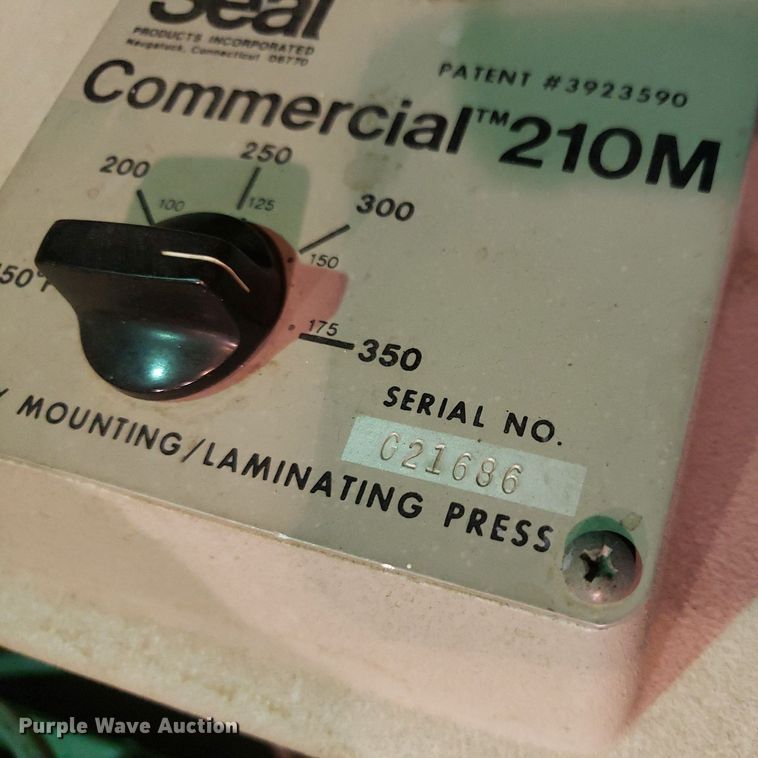 Seal
PRODUCTS INCORPORATED
Naugatuck, Connecticut 06770
PATENT #3923590
Commercial™ 210M
200
250
300
100
125
150
175
350
SERIAL NO.
021686
MOUNTING/LAMINATING PRESS
Purple Wave Auction